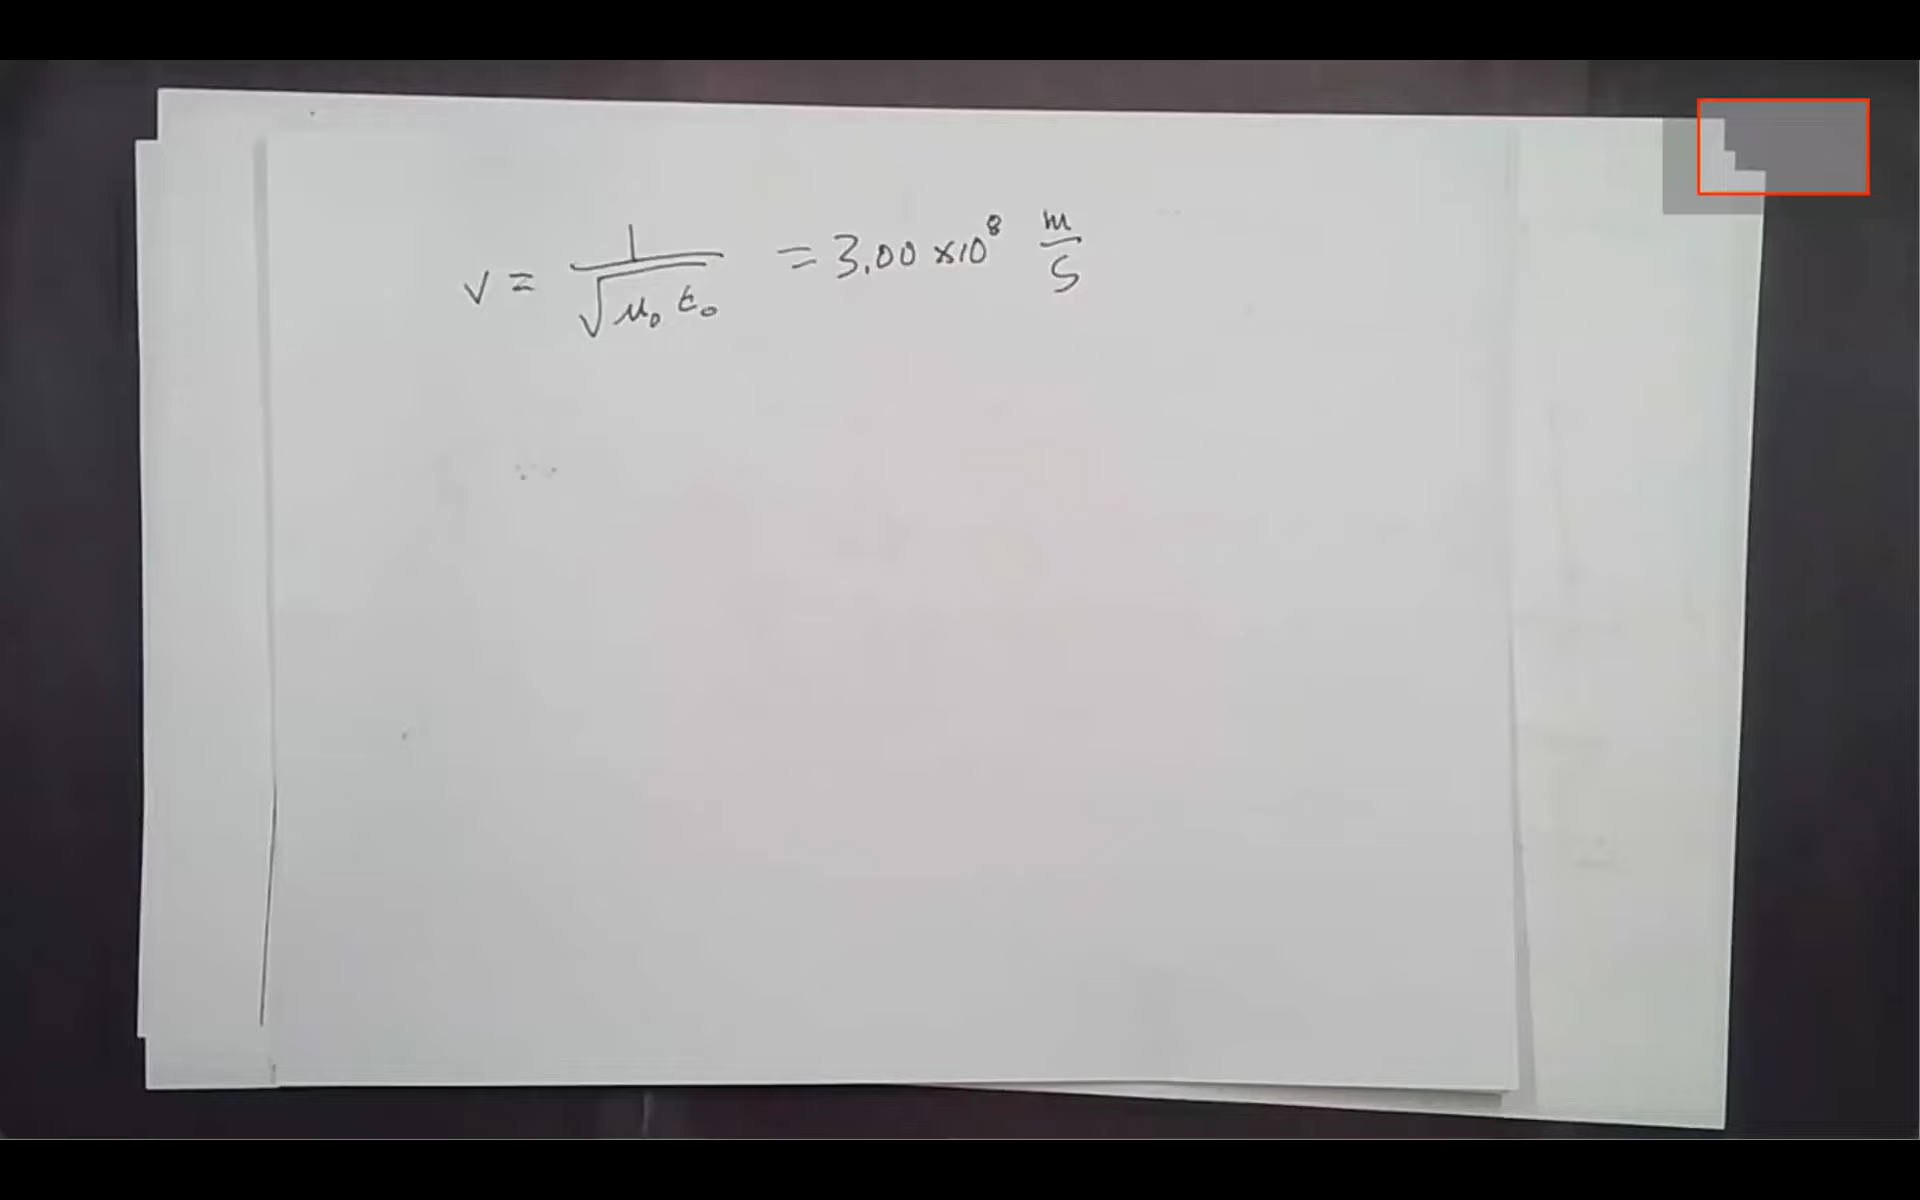 v = 1/√(μ₀ ε₀) = 3.00 ×10⁸ m/s